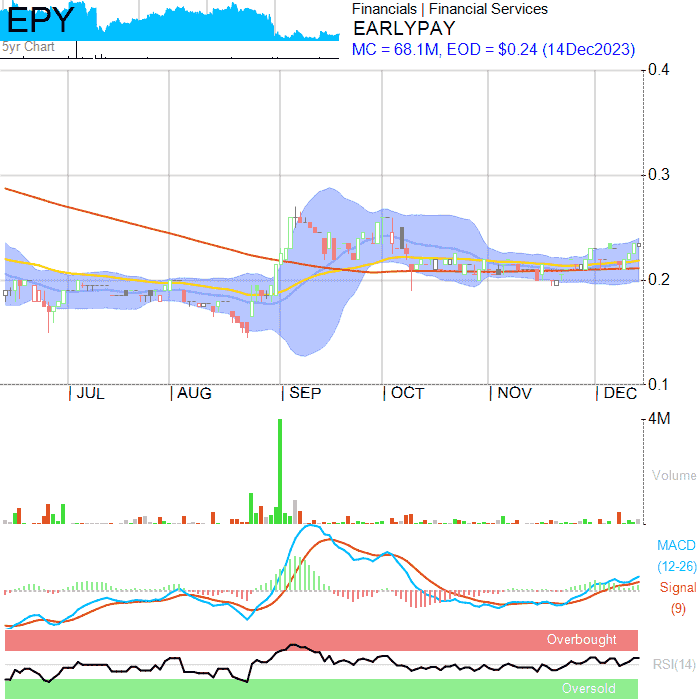 EPY
5yr Chart
Financials | Financial Services
EARLYPAY
MC = 68.1M, EOD = $0.24 (14Dec2023)
0.4
0.3
0.2
0.1
| JUL | AUG | SEP | OCT | NOV | DEC
4M
Volume
MACD
(12-26)
Signal
(9)
Overbought
RSI(14)
Oversold